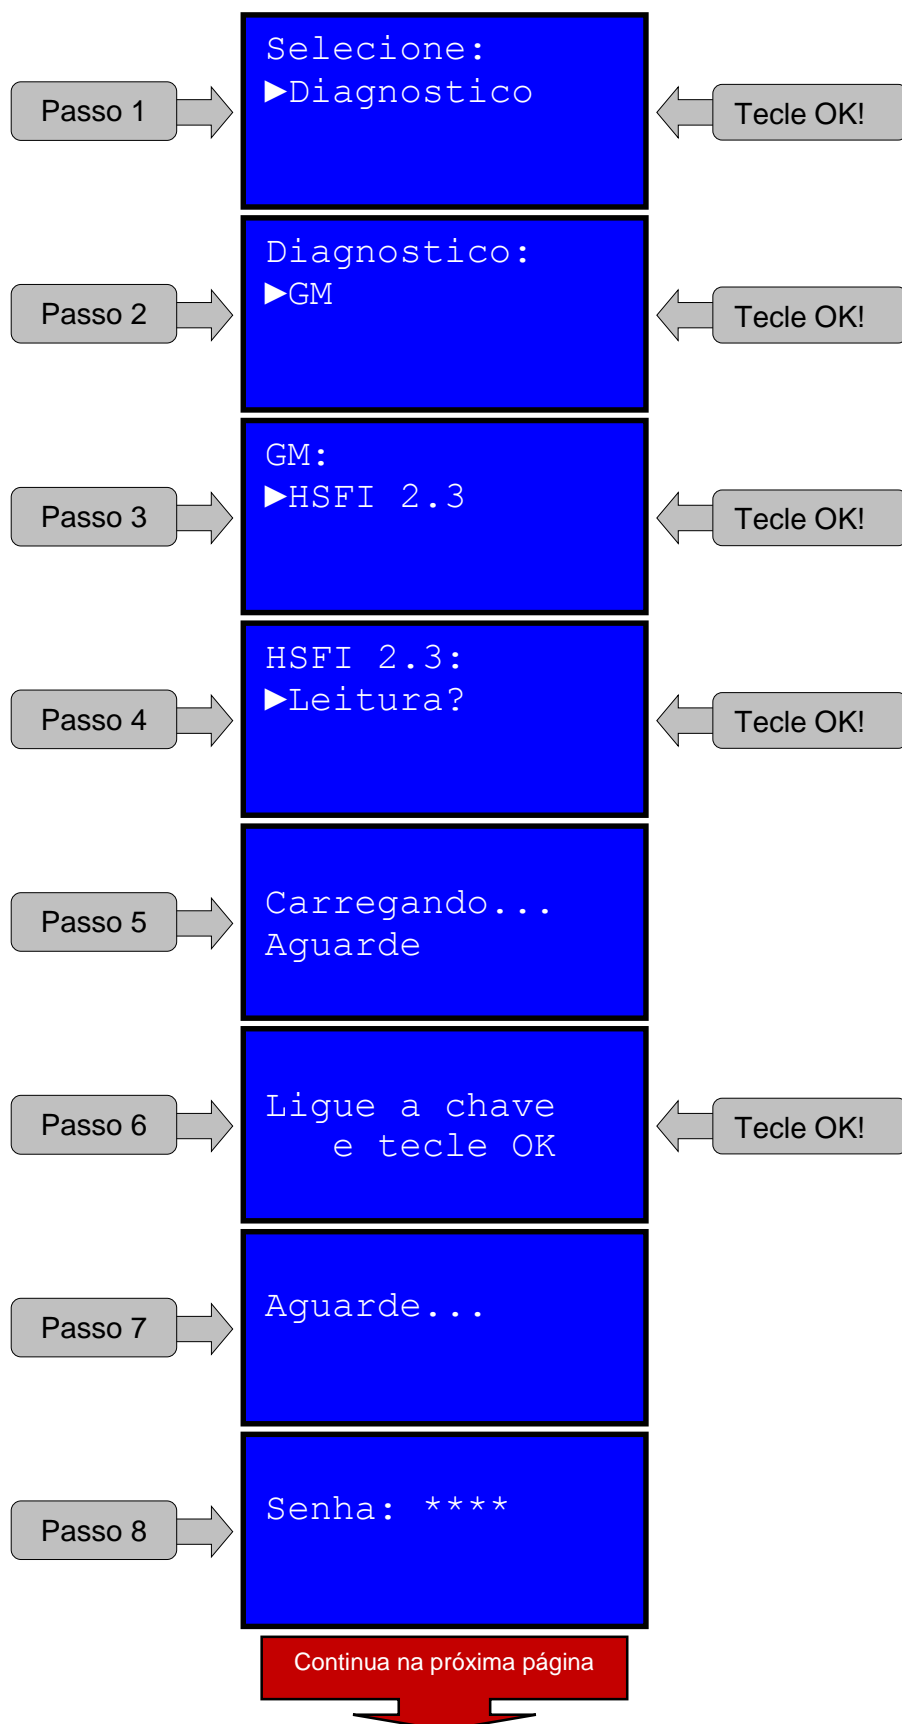 Passo 1
Selecione:
►Diagnostico
Tecle OK!
Passo 2
Diagnostico:
►GM
Tecle OK!
Passo 3
GM:
►HSFI 2.3
Tecle OK!
Passo 4
HSFI 2.3:
►Leitura?
Tecle OK!
Passo 5
Carregando...
Aguarde
Passo 6
Ligue a chave
e tecle OK
Tecle OK!
Passo 7
Aguarde...
Passo 8
Senha: ****
Continua na próxima página